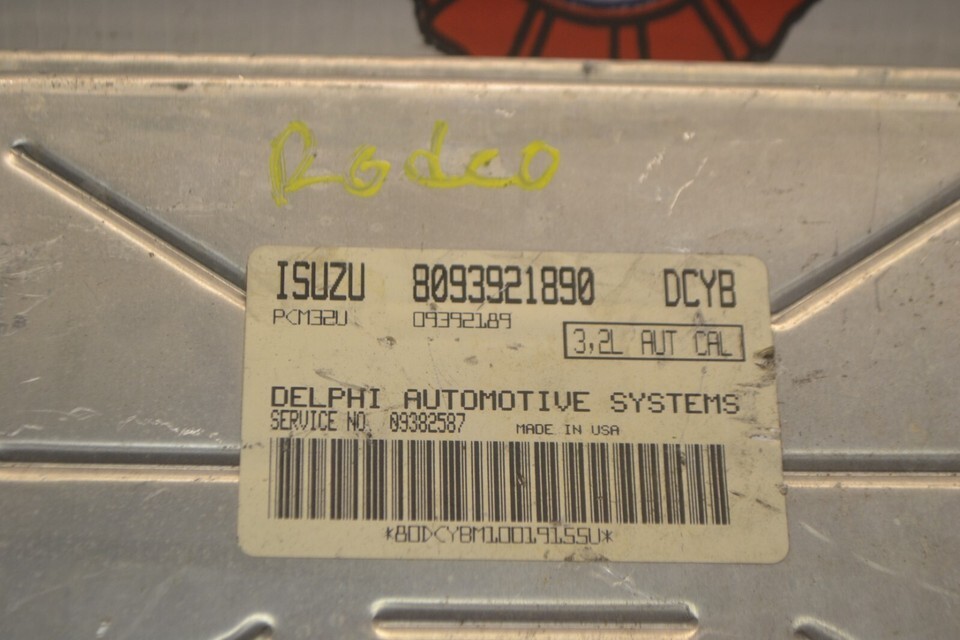 Rodeo
ISUZU 8093921890 DCYB
PCM32U 09392189
3,2L AUT CAL
DELPHI AUTOMOTIVE SYSTEMS
SERVICE NO. 09382587 MADE IN USA
*80DCYBM10019155U*